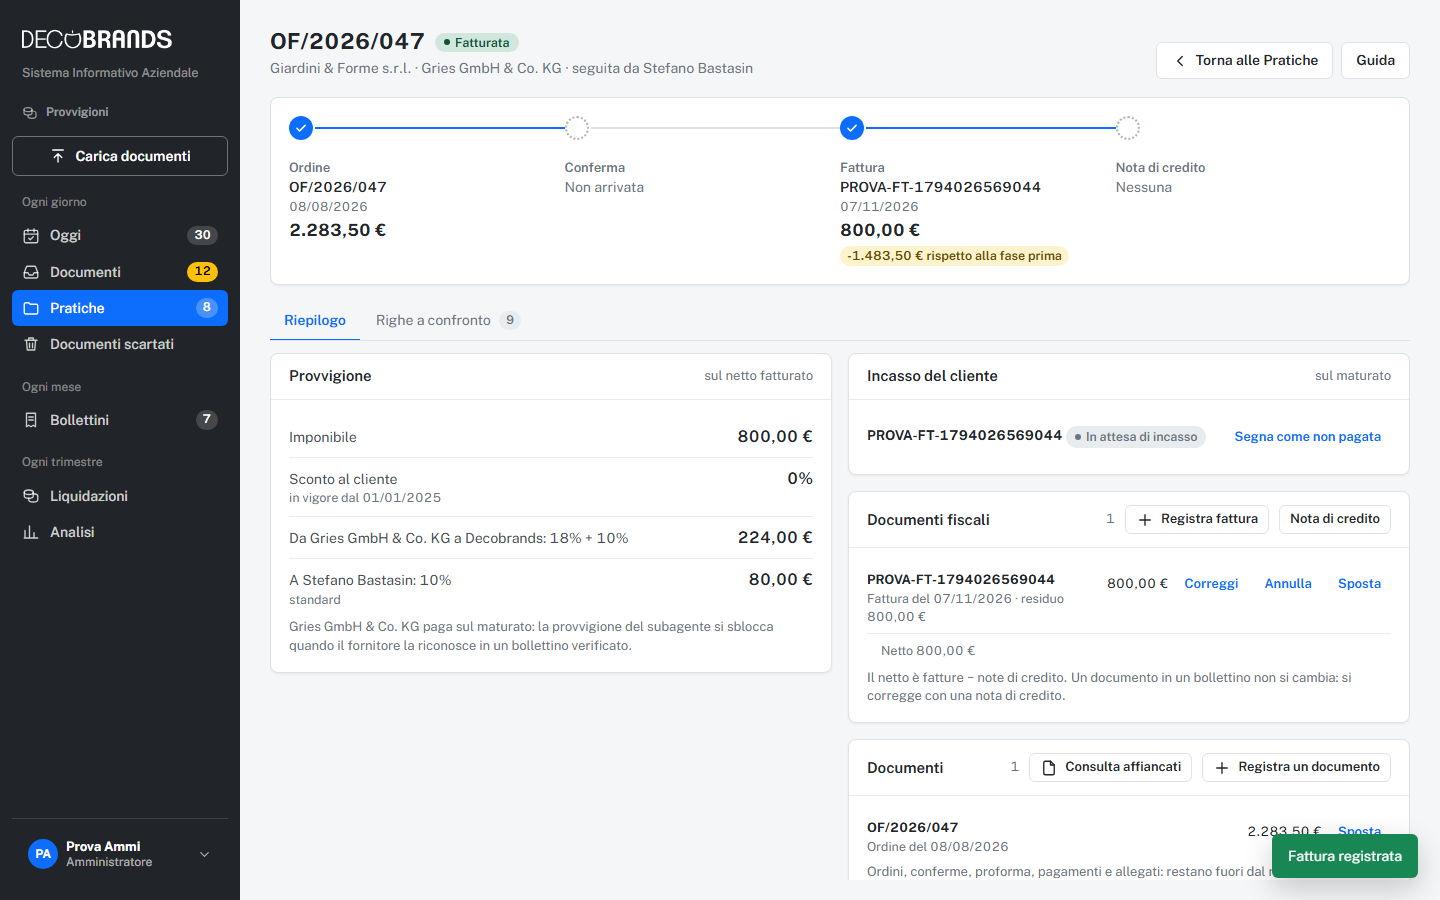 DECOBRANDS
Sistema Informativo Aziendale
Provvigioni
Carica documenti
Ogni giorno
Oggi 30
Documenti 12
Pratiche 8
Documenti scartati
Ogni mese
Bollettini 7
Ogni trimestre
Liquidazioni
Analisi
PA Prova Ammi
Amministratore
OF/2026/047 Fatturata
Giardini & Forme s.r.l. · Gries GmbH & Co. KG · seguita da Stefano Bastasin
Torna alle Pratiche
Guida
Ordine
OF/2026/047
08/08/2026
2.283,50 €
Conferma
Non arrivata
Fattura
PROVA-FT-1794026569044
07/11/2026
800,00 €
-1.483,50 € rispetto alla fase prima
Nota di credito
Nessuna
Riepilogo
Righe a confronto 9
Provvigione sul netto fatturato
Imponibile 800,00 €
Sconto al cliente 0%
in vigore dal 01/01/2025
Da Gries GmbH & Co. KG a Decobrands: 18% + 10% 224,00 €
A Stefano Bastasin: 10% 80,00 €
standard
Gries GmbH & Co. KG paga sul maturato: la provvigione del subagente si sblocca
quando il fornitore la riconosce in un bollettino verificato.
Incasso del cliente sul maturato
PROVA-FT-1794026569044 In attesa di incasso Segna come non pagata
Documenti fiscali 1 Registra fattura Nota di credito
PROVA-FT-1794026569044 800,00 € Correggi Annulla Sposta
Fattura del 07/11/2026 · residuo
800,00 €
Netto 800,00 €
Il netto è fatture − note di credito. Un documento in un bollettino non si cambia: si
corregge con una nota di credito.
Documenti 1 Consulta affiancati Registra un documento
OF/2026/047 2.283,50 € Sposta
Ordine del 08/08/2026
Ordini, conferme, proforma, pagamenti e allegati: restano fuori dal
Fattura registrata